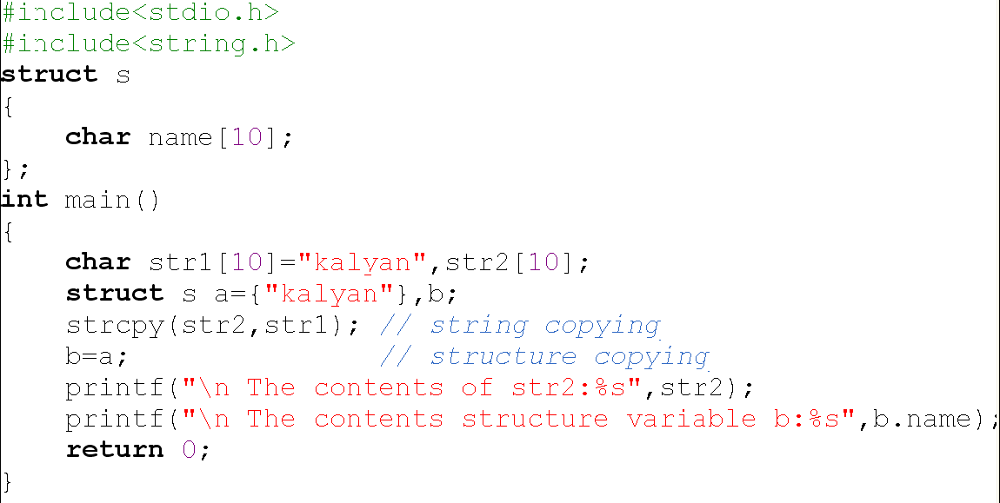 #include<stdio.h>
#include<string.h>
struct s
{
    char name[10];
};
int main()
{
    char str1[10]="kalyan",str2[10];
    struct s a={"kalyan"},b;
    strcpy(str2,str1); // string copying
    b=a;               // structure copying
    printf("\n The contents of str2:%s",str2);
    printf("\n The contents structure variable b:%s",b.name);
    return 0;
}